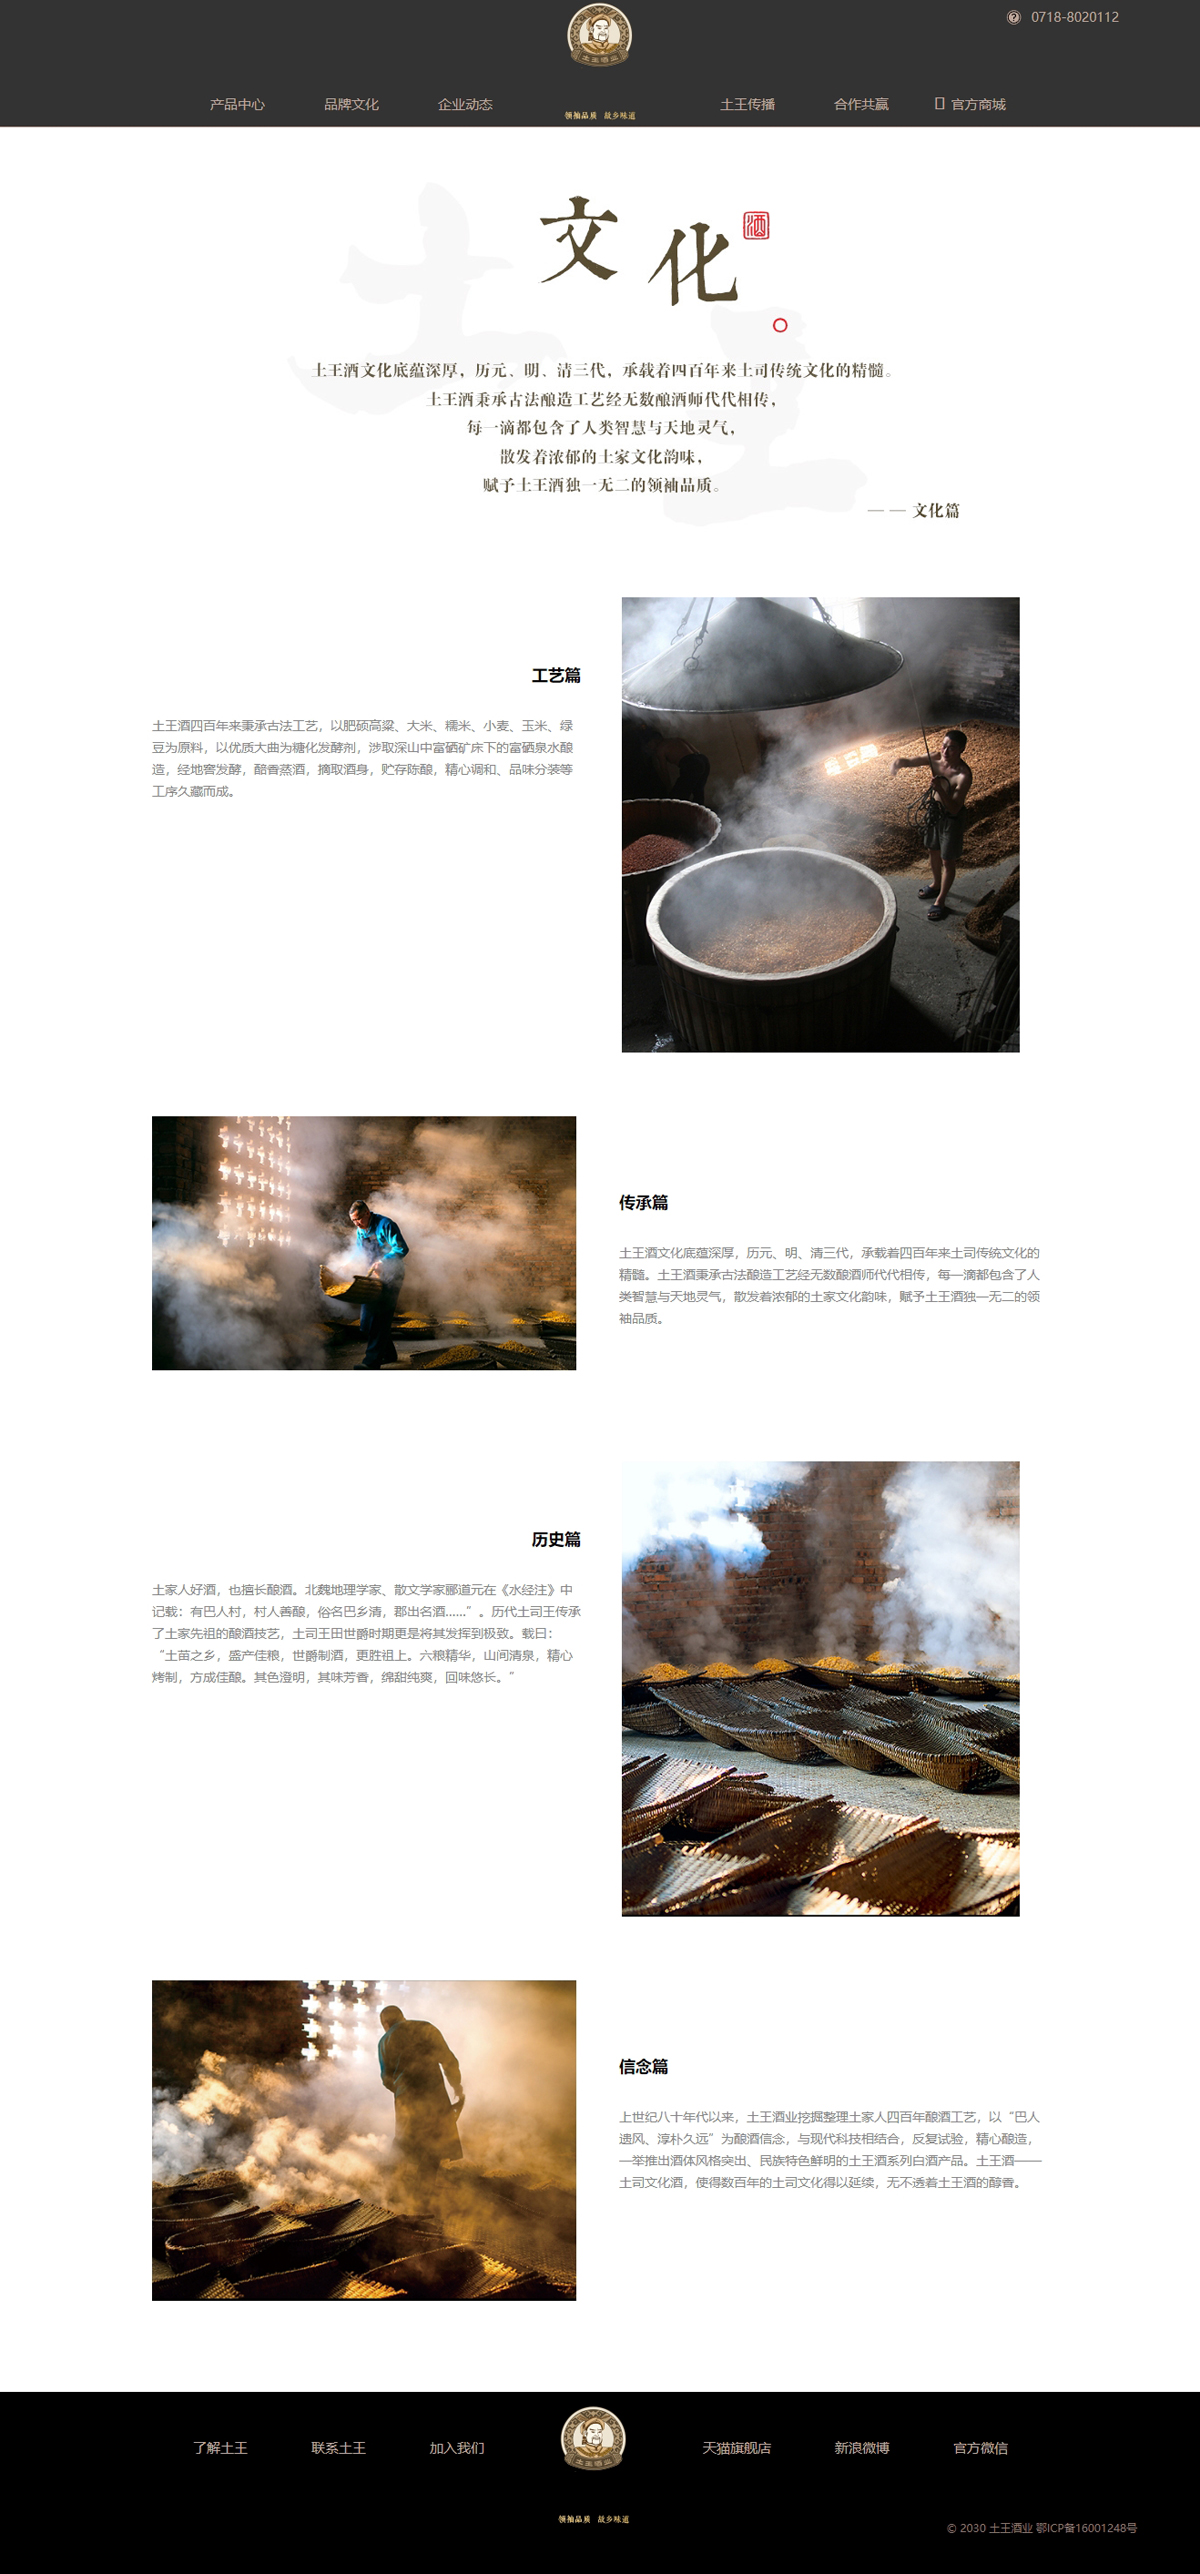 0718-8020112
土王酒业
产品中心 品牌文化 企业动态 土王传播 合作共赢 官方商城
领袖品质 故乡味道
土王
文化
酒
土王酒文化底蕴深厚，历元、明、清三代，承载着四百年来土司传统文化的精髓。
土王酒秉承古法酿造工艺经无数酿酒师代代相传，
每一滴都包含了人类智慧与天地灵气，
散发着浓郁的土家文化韵味，
赋予土王酒独一无二的领袖品质。
—— 文化篇
工艺篇
土王酒四百年来秉承古法工艺，以肥硕高粱、大米、糯米、小麦、玉米、绿
豆为原料，以优质大曲为糖化发酵剂，涉取深山中富硒矿床下的富硒泉水酿
造，经地窖发酵，醅香蒸酒，摘取酒身，贮存陈酿，精心调和、品味分装等
工序久藏而成。
传承篇
土王酒文化底蕴深厚，历元、明、清三代，承载着四百年来土司传统文化的
精髓。土王酒秉承古法酿造工艺经无数酿酒师代代相传，每一滴都包含了人
类智慧与天地灵气，散发着浓郁的土家文化韵味，赋予土王酒独一无二的领
袖品质。
历史篇
土家人好酒，也擅长酿酒。北魏地理学家、散文学家郦道元在《水经注》中
记载：有巴人村，村人善酿，俗名巴乡清，郡出名酒......”。历代土司王传承
了土家先祖的酿酒技艺，土司王田世爵时期更是将其发挥到极致。载曰：
“土苗之乡，盛产佳粮，世爵制酒，更胜祖上。六粮精华，山间清泉，精心
烤制，方成佳酿。其色澄明，其味芳香，绵甜纯爽，回味悠长。”
信念篇
上世纪八十年代以来，土王酒业挖掘整理土家人四百年酿酒工艺，以“巴人
遗风、淳朴久远”为酿酒信念，与现代科技相结合，反复试验，精心酿造，
一举推出酒体风格突出、民族特色鲜明的土王酒系列白酒产品。土王酒——
土司文化酒，使得数百年的土司文化得以延续，无不透着土王酒的醇香。
土王酒业
了解土王 联系土王 加入我们 天猫旗舰店 新浪微博 官方微信
领袖品质 故乡味道
© 2030 土王酒业 鄂ICP备16001248号